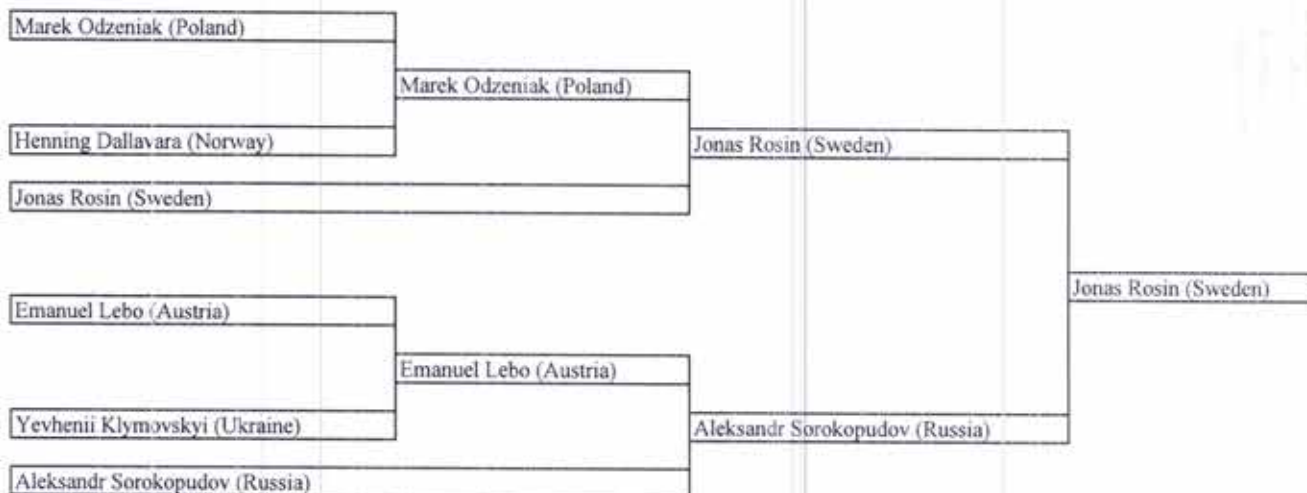 Marek Odzeniak (Poland)
Marek Odzeniak (Poland)
Henning Dallavara (Norway)
Jonas Rosin (Sweden)
Jonas Rosin (Sweden)
Jonas Rosin (Sweden)
Emanuel Lebo (Austria)
Emanuel Lebo (Austria)
Yevhenii Klymovskyi (Ukraine)
Aleksandr Sorokopudov (Russia)
Aleksandr Sorokopudov (Russia)